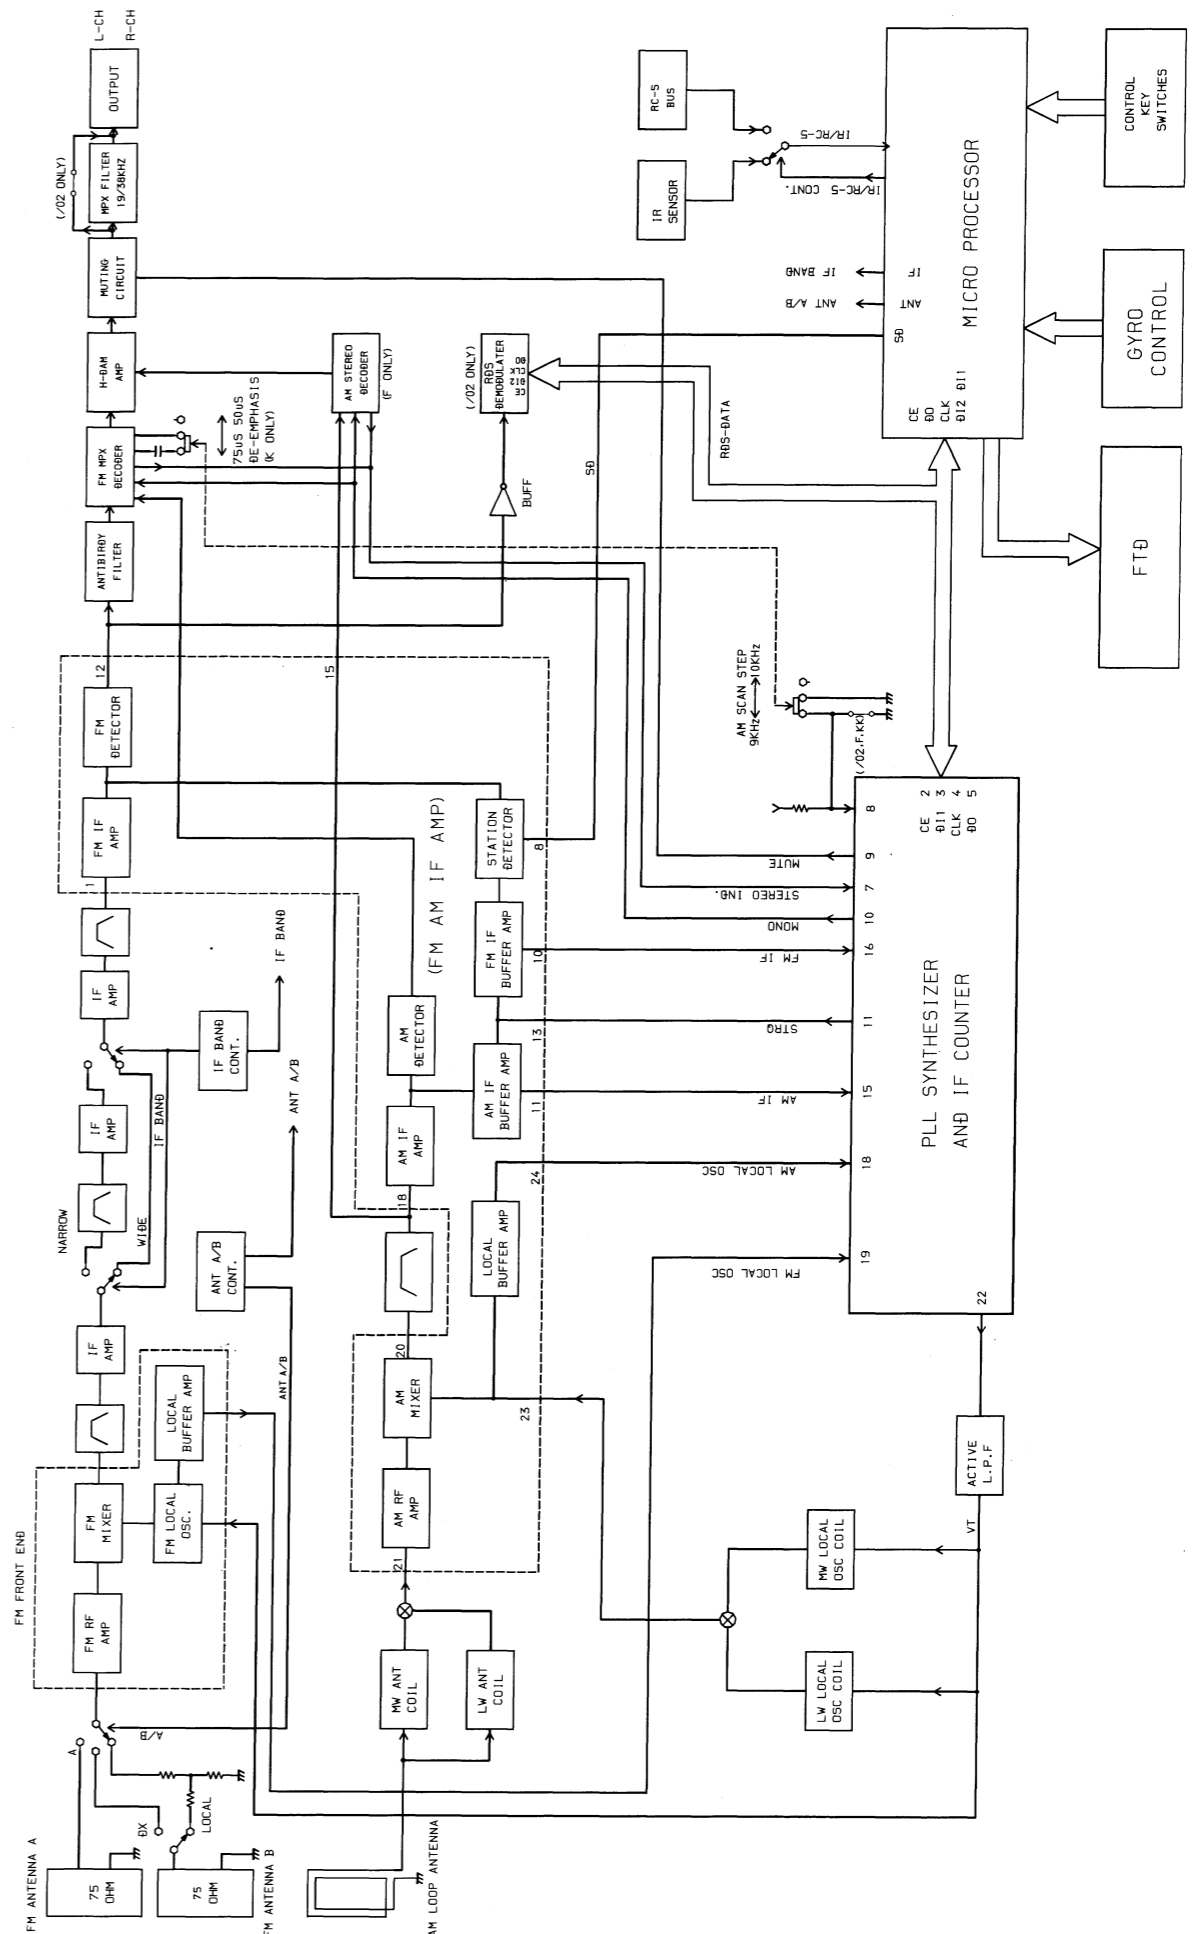 L-CH
R-CH
OUTPUT
(/02 ONLY)
MPX FILTER
19/38KHZ
MUTING
CIRCUIT
H-DAM
AMP
FM MPX
DECODER
ANTIBIRDY
FILTER
75uS 50uS
DE-EMPHASIS
(K ONLY)
AM STEREO
DECODER
(F ONLY)
(/02 ONLY)
RDS
DEMODULATER
CE
DI2
CLK
DO
BUFF
RDS-DATA
SD
RC-5
BUS
IR
SENSOR
IR/RC-5
IR/RC-5 CONT.
IF BAND
IF
ANT A/B
ANT
SD
MICRO PROCESSOR
CE
DO
CLK
DI2 DI1
CONTROL
KEY
SWITCHES
GYRO
CONTROL
FTD
12
FM
DETECTOR
FM IF
AMP
1
15
(FM AM IF AMP)
STATION
DETECTOR
8
FM IF
BUFFER AMP
10
13
AM IF
BUFFER AMP
11
AM
DETECTOR
AM IF
AMP
18
24
LOCAL
BUFFER AMP
AM SCAN STEP
9KHz
10KHz
(/02.F.KK)
8
CE 2
DI1 3
CLK 4
DO 5
MUTE
9
STEREO IND.
7
MONO
10
FM IF
16
STRQ
11
AM IF
15
AM LOCAL OSC
18
FM LOCAL OSC
19
PLL SYNTHESIZER
AND IF COUNTER
22
IF
AMP
IF BAND
IF BAND
CONT.
IF
AMP
IF BAND
NARROW
WIDE
ANT A/B
ANT A/B
CONT.
ANT A/B
IF
AMP
LOCAL
BUFFER AMP
FM
MIXER
FM LOCAL
OSC.
FM FRONT END
FM RF
AMP
20
AM
MIXER
23
AM RF
AMP
21
MW ANT
COIL
LW ANT
COIL
ACTIVE
L.P.F
VT
MW LOCAL
OSC COIL
LW LOCAL
OSC COIL
A/B
A
DX
LOCAL
FM ANTENNA A
75
OHM
FM ANTENNA B
75
OHM
AM LOOP ANTENNA